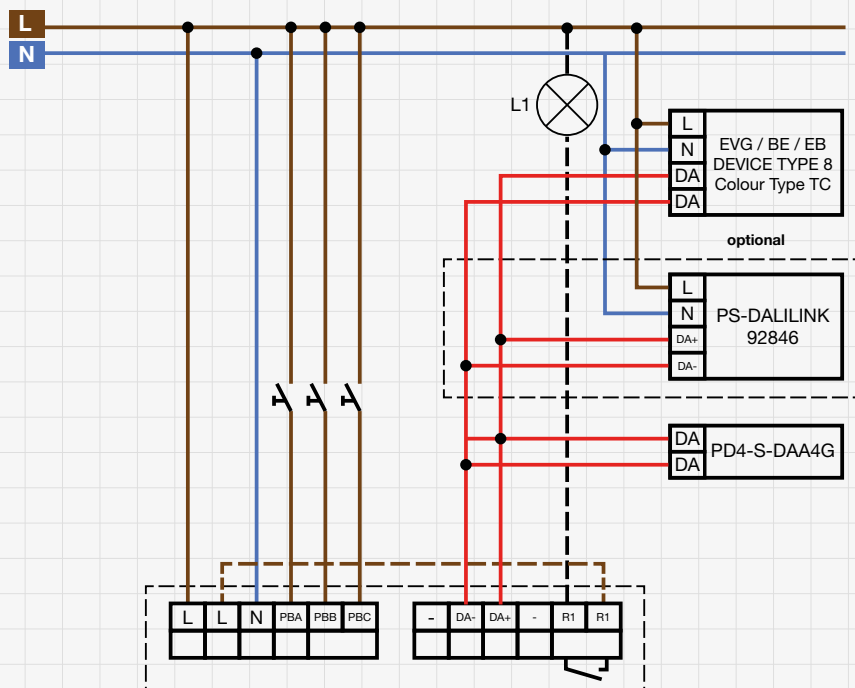 L
N
L1
L
N
DA
DA
EVG / BE / EB
DEVICE TYPE 8
Colour Type TC
optional
L
N
DA+
DA-
PS-DALILINK
92846
DA
DA
PD4-S-DAA4G
L L N PBA PBB PBC - DA- DA+ - R1 R1